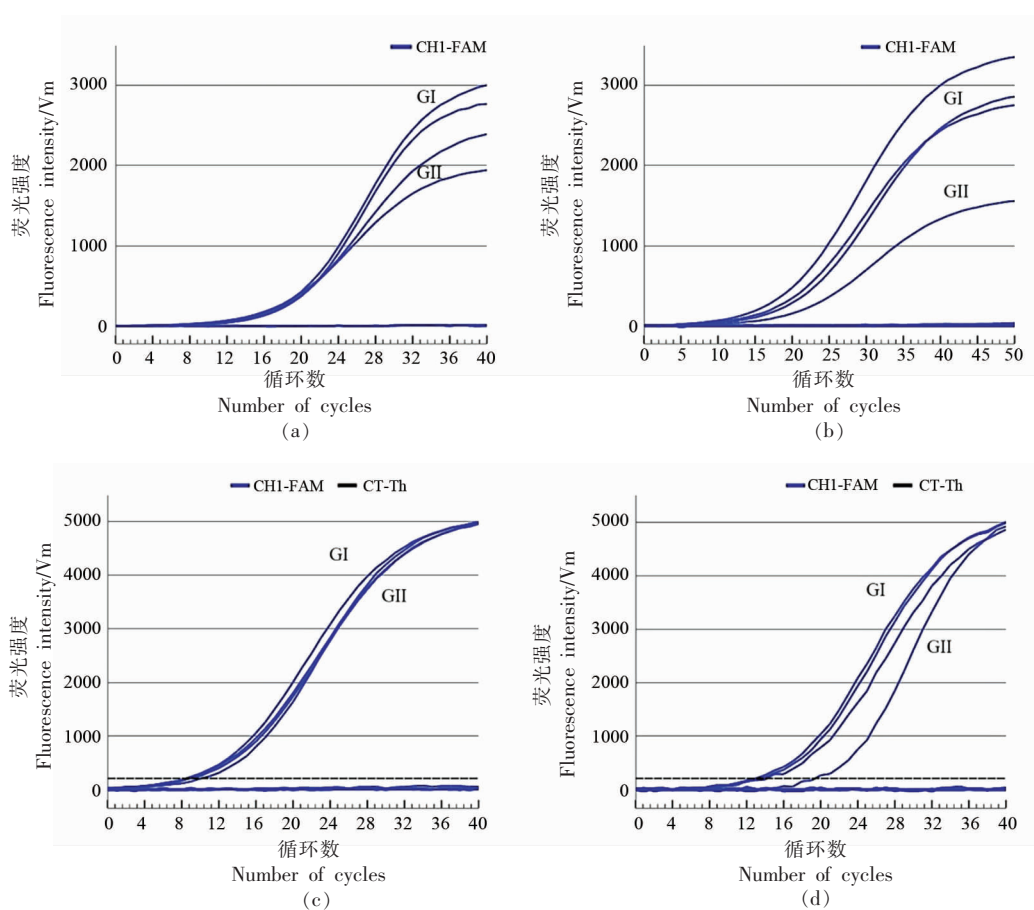 CH1-FAM
3000
2000
1000
0
GI
GII
荧光强度
Fluorescence intensity/Vm
0 4 8 12 16 20 24 28 32 36 40
循环数
Number of cycles
(a)
CH1-FAM
3000
2000
1000
0
GI
GII
荧光强度
Fluorescence intensity/Vm
0 5 10 15 20 25 30 35 40 45 50
循环数
Number of cycles
(b)
CH1-FAM CT-Th
5000
4000
3000
2000
1000
0
GI
GII
荧光强度
Fluorescence intensity/Vm
0 4 8 12 16 20 24 28 32 36 40
循环数
Number of cycles
(c)
CH1-FAM CT-Th
5000
4000
3000
2000
1000
0
GI
GII
荧光强度
Fluorescence intensity/Vm
0 4 8 12 16 20 24 28 32 36 40
循环数
Number of cycles
(d)